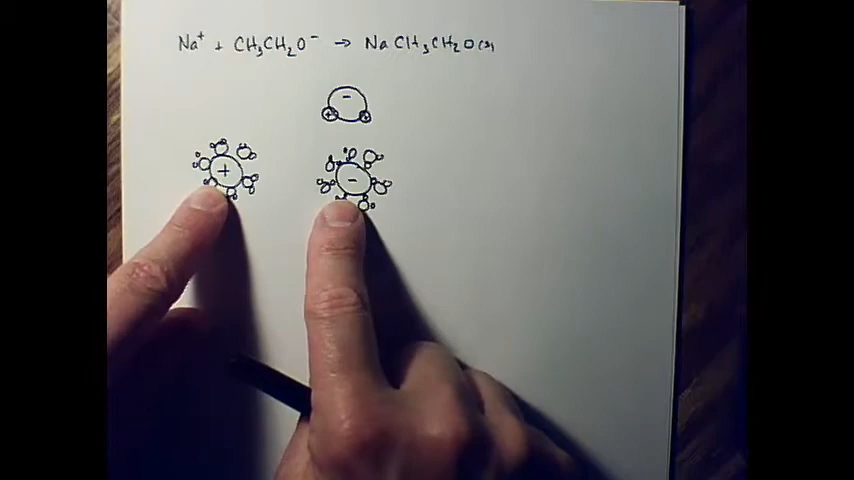 Na⁺ + CH₃CH₂O⁻ → NaCH₃CH₂O(s)
−
+ +
+
−